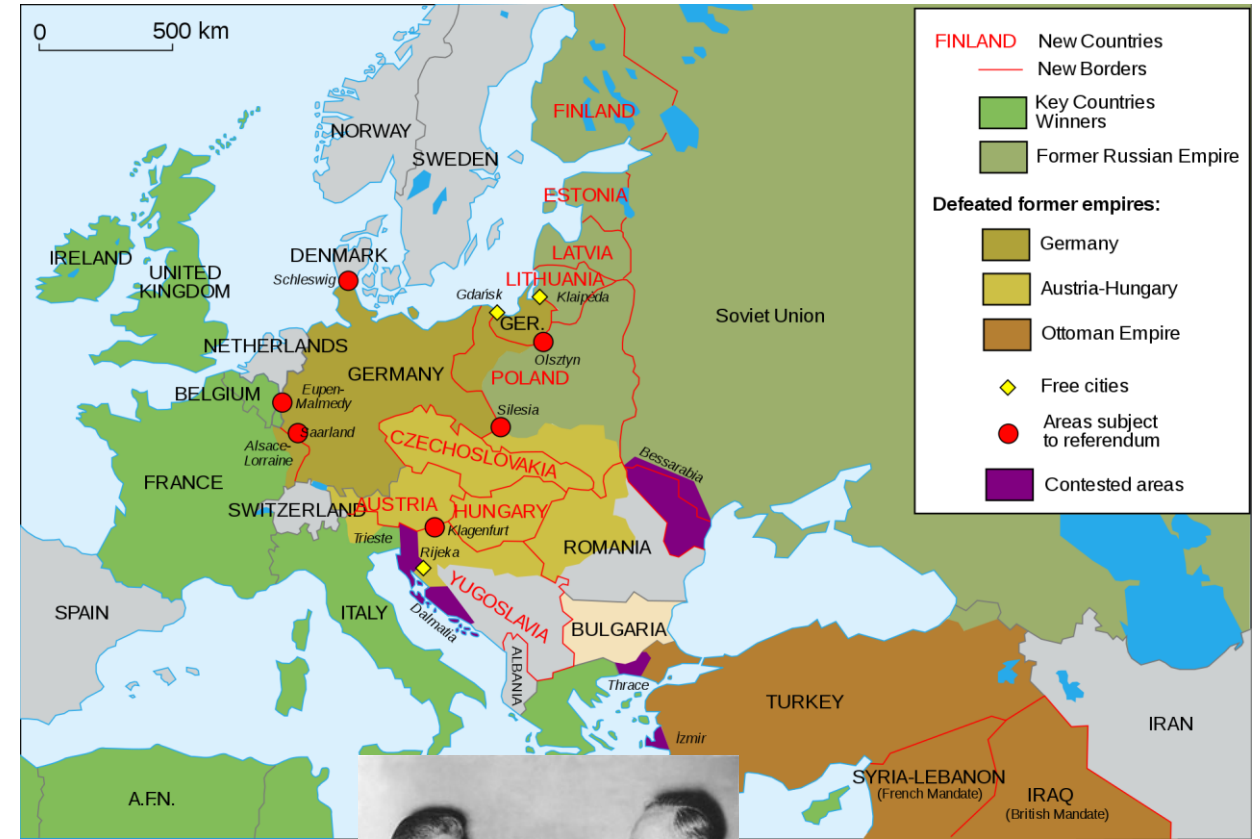 0 500 km
FINLAND New Countries
New Borders
Key Countries
Winners
Former Russian Empire
Defeated former empires:
Germany
Austria-Hungary
Ottoman Empire
Free cities
Areas subject
to referendum
Contested areas
FINLAND
NORWAY
SWEDEN
ESTONIA
IRELAND
UNITED
KINGDOM
DENMARK
Schleswig
LATVIA
LITHUANIA
Gdańsk
Klaipėda
GER.
Soviet Union
NETHERLANDS
Olsztyn
GERMANY
POLAND
BELGIUM
Eupen-
Malmedy
Silesia
Saarland
Alsace-
Lorraine
CZECHOSLOVAKIA
Bessarabia
FRANCE
SWITZERLAND
AUSTRIA
HUNGARY
Klagenfurt
Trieste
Rijeka
ROMANIA
YUGOSLAVIA
SPAIN
ITALY
Dalmatia
BULGARIA
ALBANIA
Thrace
TURKEY
IRAN
İzmir
SYRIA-LEBANON
(French Mandate)
A.F.N.
IRAQ
(British Mandate)